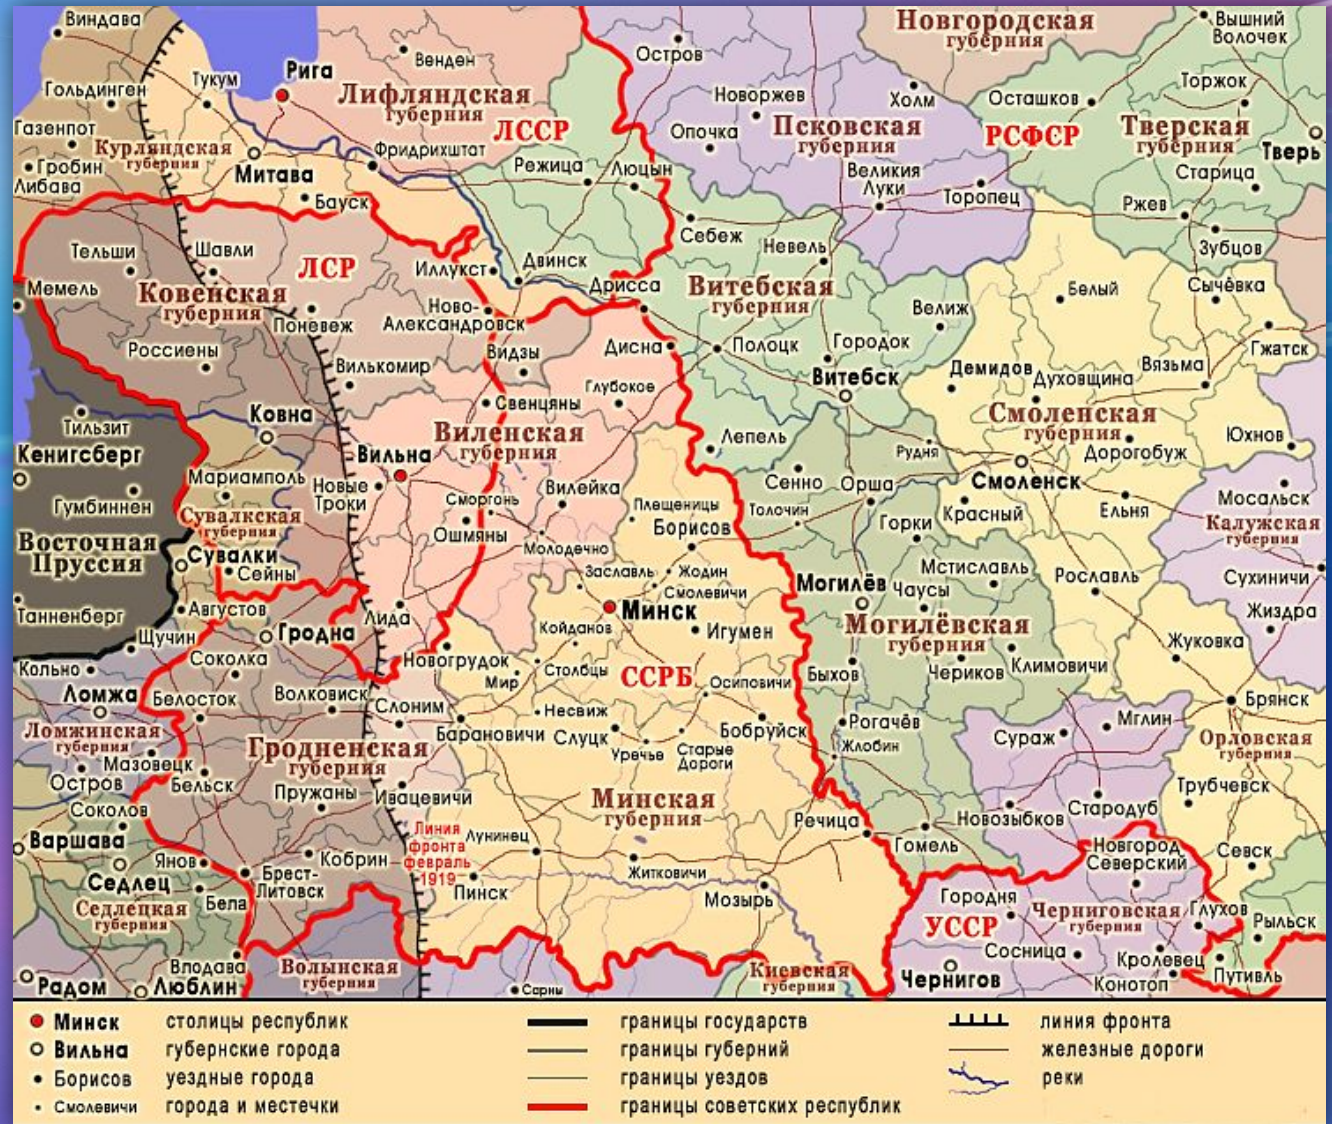 Виндава
Рига
Венден
Остров
Новгородская
губерния
Вышний
Волочек
Гольдинген
Тукум
Лифляндская
губерния
ЛССР
Новоржев
Холм
Осташков
Торжок
Газенпот
Курляндская
губерния
Гробин
Либава
Митава
Фридрихштат
Режица
Люцын
Опочка
Псковская
губерния
РСФСР
Тверская
губерния
Тверь
Великия
Луки
Торопец
Старица
Ржев
Бауск
Себеж
Невель
Зубцов
Тельши
Шавли
ЛСР
Иллукст
Двинск
Дрисса
Витебская
губерния
Велиж
Белый
Сычёвка
Мемель
Ковенская
губерния
Поневеж
Ново-
Александровск
Россиены
Вилькомир
Видзы
Дисна
Полоцк
Городок
Гжатск
Вязьма
Глубокое
Витебск
Демидов
Духовщина
Свенцяны
Тильзит
Ковна
Виленская
губерния
Смоленская
губерния
Дорогобуж
Юхнов
Кенигсберг
Вильна
Лепель
Рудня
Мариамполь
Новые
Троки
Сморгонь
Вилейка
Сенно
Орша
Смоленск
Мосальск
Гумбиннен
Сувалкская
губерния
Ошмяны
Плещеницы
Борисов
Толочин
Горки
Красный
Ельня
Калужская
губерния
Восточная
Пруссия
Сувалки
Сейны
Молодечно
Заславль
Жодин
Смолевичи
Могилёв
Мстиславль
Чаусы
Рославль
Сухиничи
Танненберг
Августов
Лида
Минск
Жиздра
Щучин
Гродна
Койданов
Игумен
Могилёвская
губерния
Жуковка
Кольно
Соколка
Новогрудок
Мир
Столбцы
ССРБ
Осиповичи
Быхов
Чериков
Климовичи
Ломжа
Белосток
Волковиск
Слоним
Несвиж
Брянск
Ломжинская
губерния
Барановичи
Слуцк
Уречье
Старые
Дороги
Бобруйск
Рогачёв
Жлобин
Сураж
Мглин
Орловская
губерния
Мазовецк
Остров
Гродненская
губерния
Бельск
Пружаны
Ивацевичи
Трубчевск
Соколов
Минская
губерния
Речица
Новозыбков
Стародуб
Варшава
Линия
фронта
февраль
1919
Лунинец
Гомель
Новгород
Северский
Севск
Янов
Кобрин
Седлец
Брест-
Литовск
Пинск
Житковичи
Мозырь
Городня
Бела
Седлецкая
губерния
УССР
Черниговская
губерния
Глухов
Рыльск
Сосница
Кролевец
Влодава
Волынская
губерния
Киевская
губерния
Чернигов
Конотоп
Путивль
Радом
Люблин
Сарны
Минск столицы республик границы государств линия фронта
Вильна губернские города границы губерний железные дороги
Борисов уездные города границы уездов реки
Смолевичи города и местечки границы советских республик